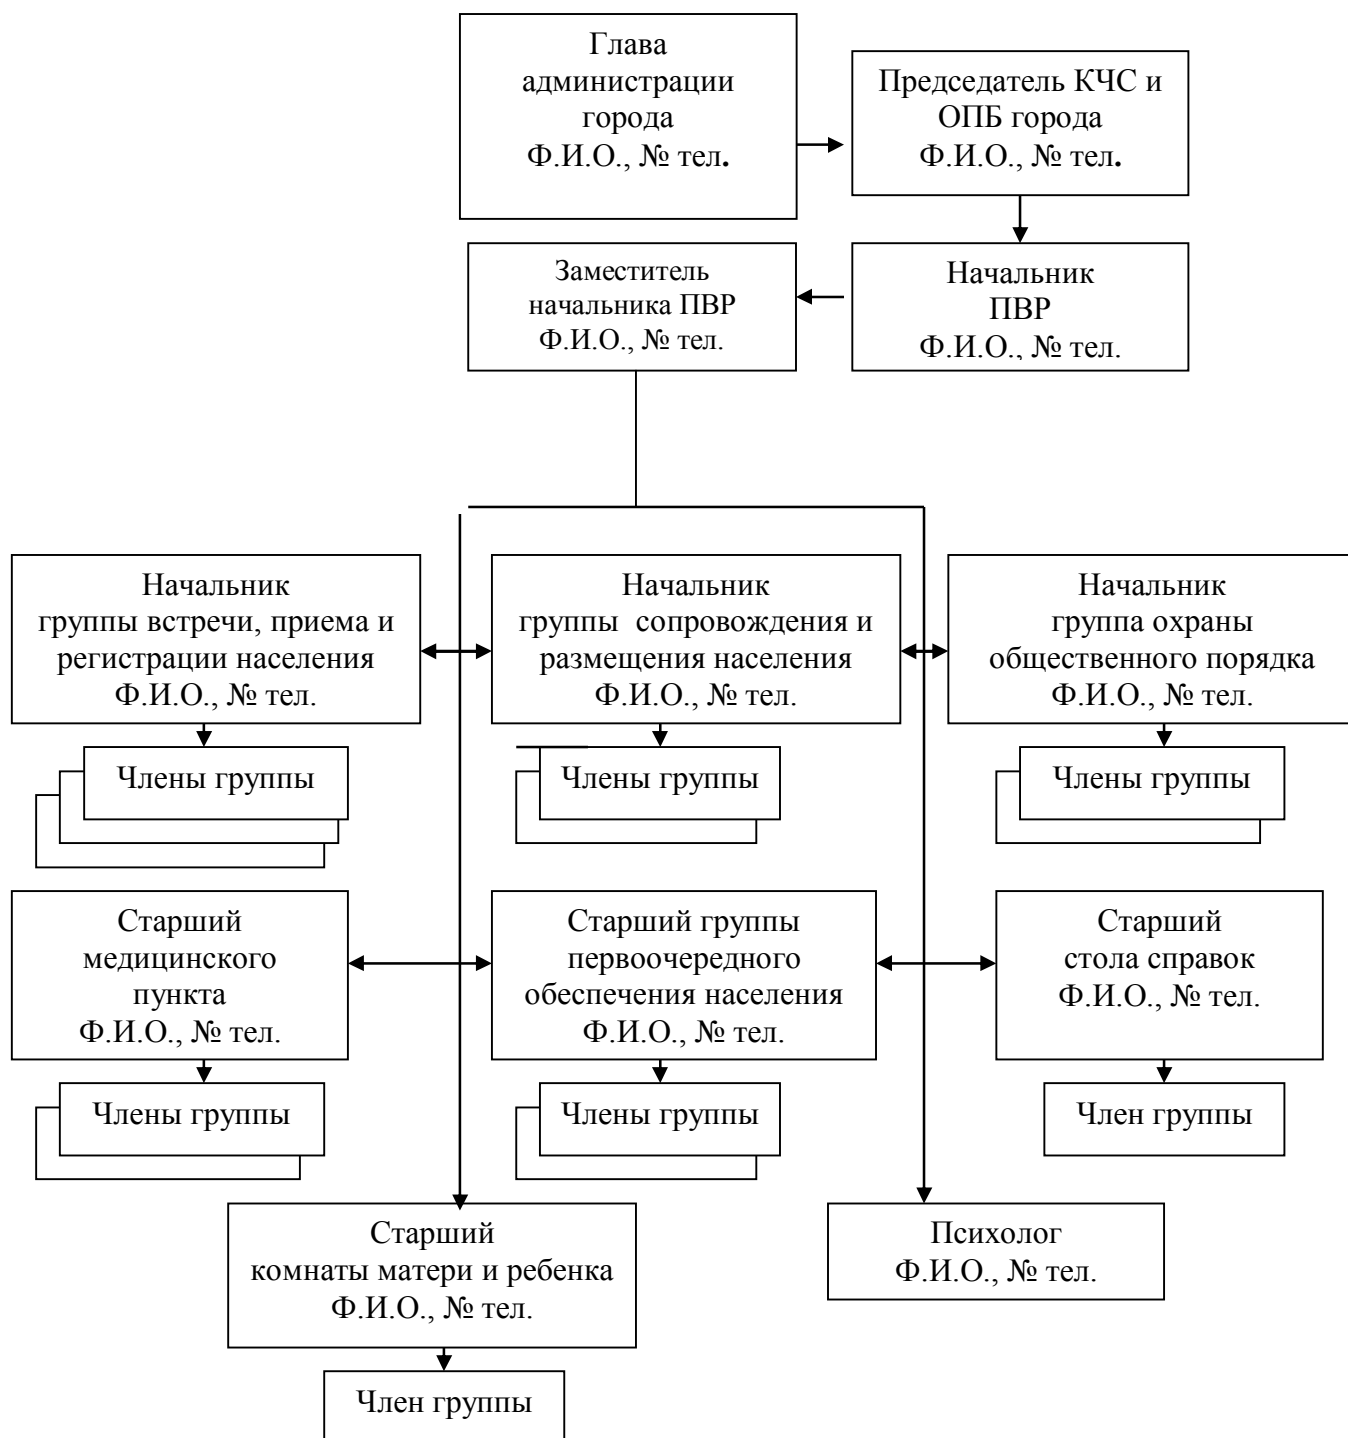 Глава
администрации
города
Ф.И.О., № тел.
Председатель КЧС и
ОПБ города
Ф.И.О., № тел.
Заместитель
начальника ПВР
Ф.И.О., № тел.
Начальник
ПВР
Ф.И.О., № тел.
Начальник
группы встречи, приема и
регистрации населения
Ф.И.О., № тел.
Начальник
группы сопровождения и
размещения населения
Ф.И.О., № тел.
Начальник
группа охраны
общественного порядка
Ф.И.О., № тел.
Члены группы
Члены группы
Члены группы
Старший
медицинского
пункта
Ф.И.О., № тел.
Старший группы
первоочередного
обеспечения населения
Ф.И.О., № тел.
Старший
стола справок
Ф.И.О., № тел.
Члены группы
Члены группы
Член группы
Старший
комнаты матери и ребенка
Ф.И.О., № тел.
Психолог
Ф.И.О., № тел.
Член группы